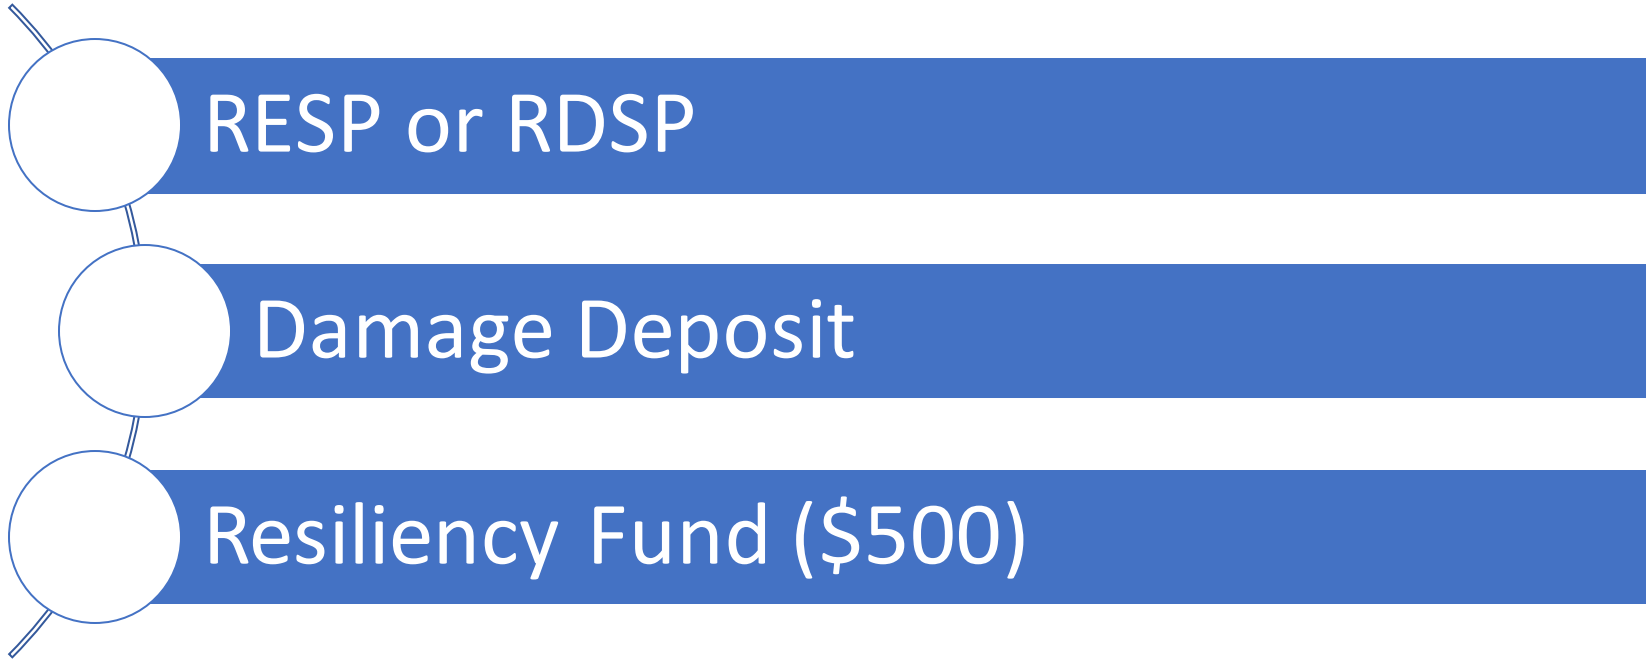 RESP or RDSP
Damage Deposit
Resiliency Fund ($500)